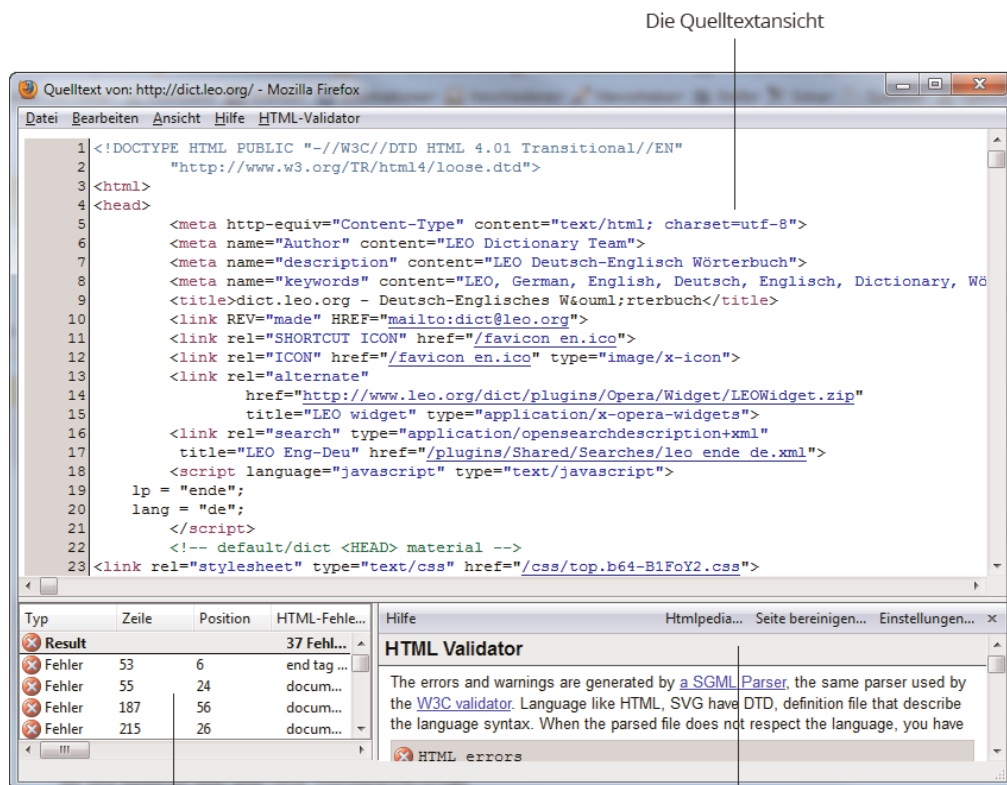 Die Quelltextansicht
Quelltext von: http://dict.leo.org/ - Mozilla Firefox
Datei Bearbeiten Ansicht Hilfe HTML-Validator
1 <!DOCTYPE HTML PUBLIC "-//W3C//DTD HTML 4.01 Transitional//EN"
2 "http://www.w3.org/TR/html4/loose.dtd">
3 <html>
4 <head>
5 <meta http-equiv="Content-Type" content="text/html; charset=utf-8">
6 <meta name="Author" content="LEO Dictionary Team">
7 <meta name="description" content="LEO Deutsch-Englisch Wörterbuch">
8 <meta name="keywords" content="LEO, German, English, Deutsch, Englisch, Dictionary, Wö
9 <title>dict.leo.org - Deutsch-Englisches W&ouml;rterbuch</title>
10 <link REV="made" HREF="mailto:dict@leo.org">
11 <link rel="SHORTCUT ICON" href="/favicon_en.ico">
12 <link rel="ICON" href="/favicon_en.ico" type="image/x-icon">
13 <link rel="alternate"
14 href="http://www.leo.org/dict/plugins/Opera/Widget/LEOWidget.zip"
15 title="LEO widget" type="application/x-opera-widgets">
16 <link rel="search" type="application/opensearchdescription+xml"
17 title="LEO Eng-Deu" href="/plugins/Shared/Searches/leo_ende_de.xml">
18 <script language="javascript" type="text/javascript">
19 lp = "ende";
20 lang = "de";
21 </script>
22 <!-- default/dict <HEAD> material -->
23 <link rel="stylesheet" type="text/css" href="/css/top.b64-B1FoY2.css">
Typ Zeile Position HTML-Fehle...
Result 37 Fehl...
Fehler 53 6 end tag ...
Fehler 55 24 docum...
Fehler 187 56 docum...
Fehler 215 26 docum...
Hilfe Htmlpedia... Seite bereinigen... Einstellungen...
HTML Validator
The errors and warnings are generated by a SGML Parser, the same parser used by
the W3C validator. Language like HTML, SVG have DTD, definition file that describe
the language syntax. When the parsed file does not respect the language, you have
HTML errors